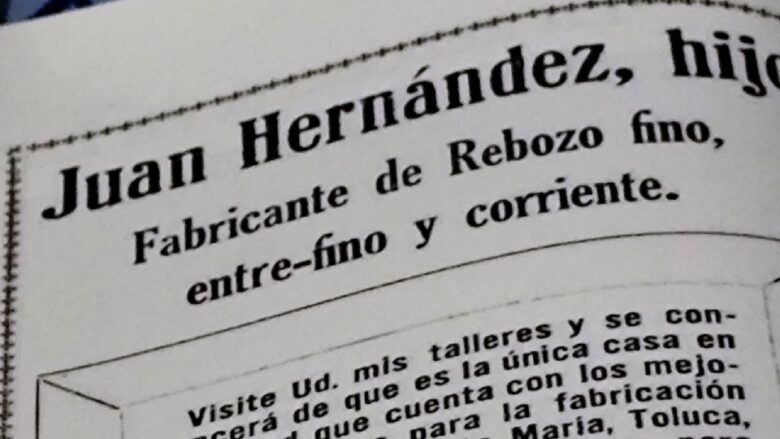 Juan Hernández, hijo
Fabricante de Rebozo fino,
entre-fino y corriente.
Visite Ud. mis talleres y se con-
cerá de que es la única casa en
que cuenta con los mejo-
para la fabricación
María, Toluca,